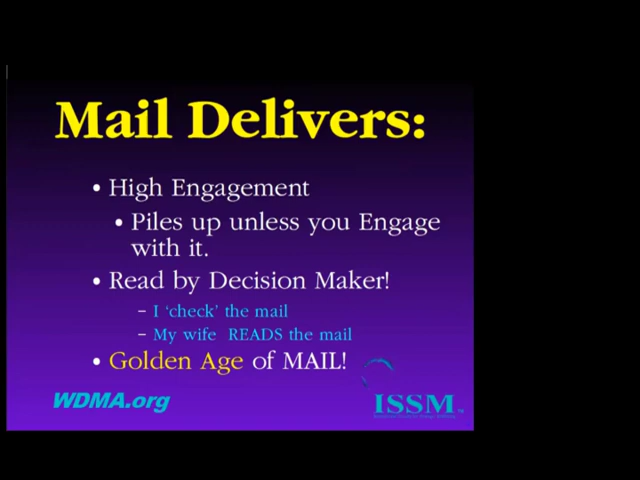 Mail Delivers:
• High Engagement
• Piles up unless you Engage
with it.
• Read by Decision Maker!
– I ‘check’ the mail
– My wife READS the mail
• Golden Age of MAIL!
WDMA.org
ISSM